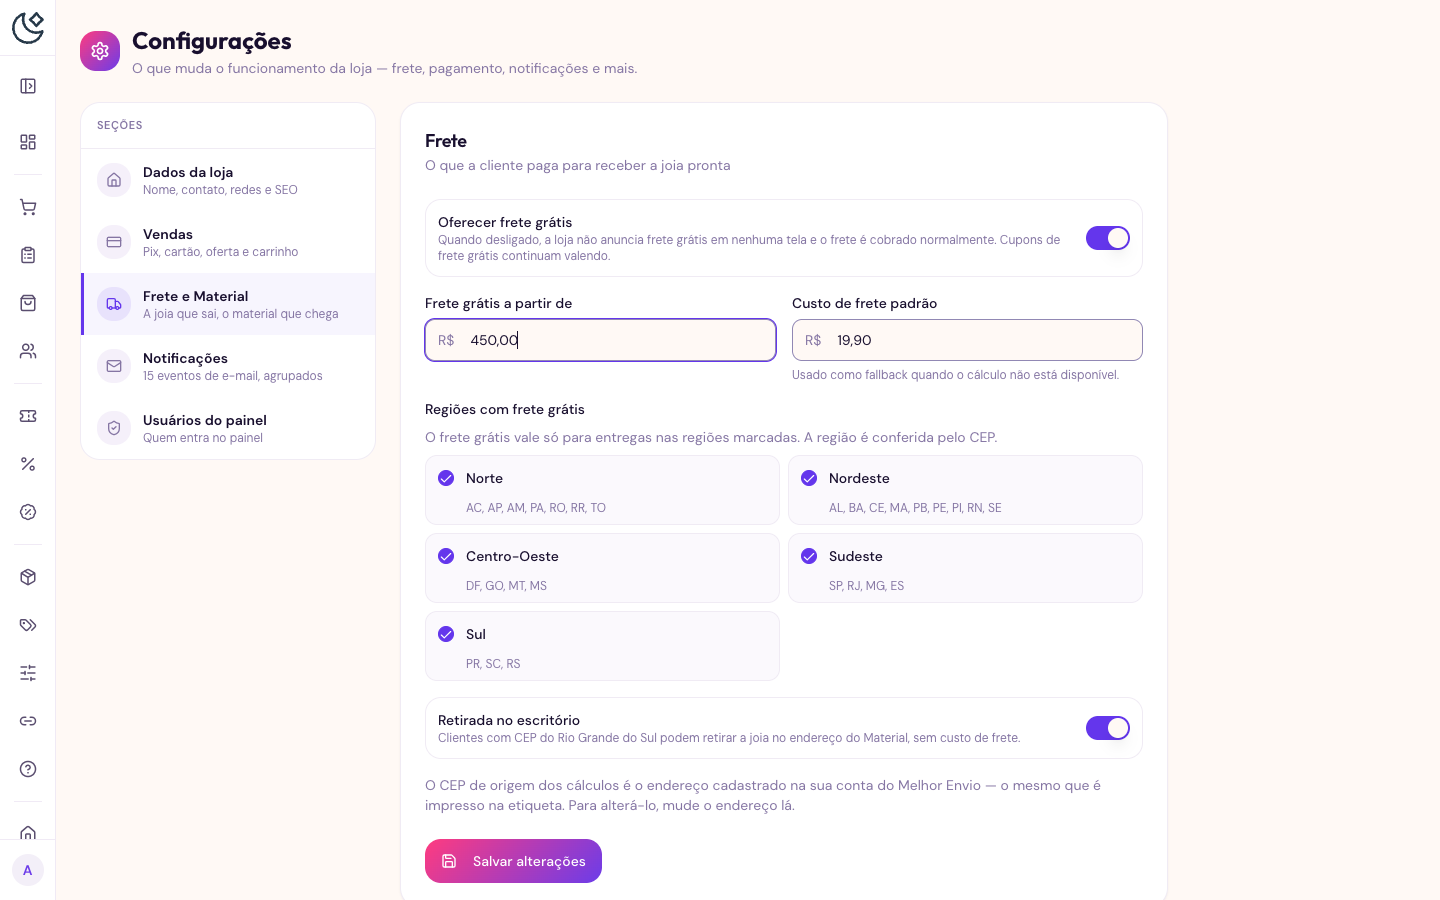 Configurações
O que muda o funcionamento da loja — frete, pagamento, notificações e mais.
SEÇÕES
Dados da loja
Nome, contato, redes e SEO
Vendas
Pix, cartão, oferta e carrinho
Frete e Material
A joia que sai, o material que chega
Notificações
15 eventos de e-mail, agrupados
Usuários do painel
Quem entra no painel
A
Frete
O que a cliente paga para receber a joia pronta
Oferecer frete grátis
Quando desligado, a loja não anuncia frete grátis em nenhuma tela e o frete é cobrado normalmente. Cupons de
frete grátis continuam valendo.
Frete grátis a partir de
R$ 450,00
Custo de frete padrão
R$ 19,90
Usado como fallback quando o cálculo não está disponível.
Regiões com frete grátis
O frete grátis vale só para entregas nas regiões marcadas. A região é conferida pelo CEP.
Norte
AC, AP, AM, PA, RO, RR, TO
Nordeste
AL, BA, CE, MA, PB, PE, PI, RN, SE
Centro-Oeste
DF, GO, MT, MS
Sudeste
SP, RJ, MG, ES
Sul
PR, SC, RS
Retirada no escritório
Clientes com CEP do Rio Grande do Sul podem retirar a joia no endereço do Material, sem custo de frete.
O CEP de origem dos cálculos é o endereço cadastrado na sua conta do Melhor Envio — o mesmo que é
impresso na etiqueta. Para alterá-lo, mude o endereço lá.
Salvar alterações